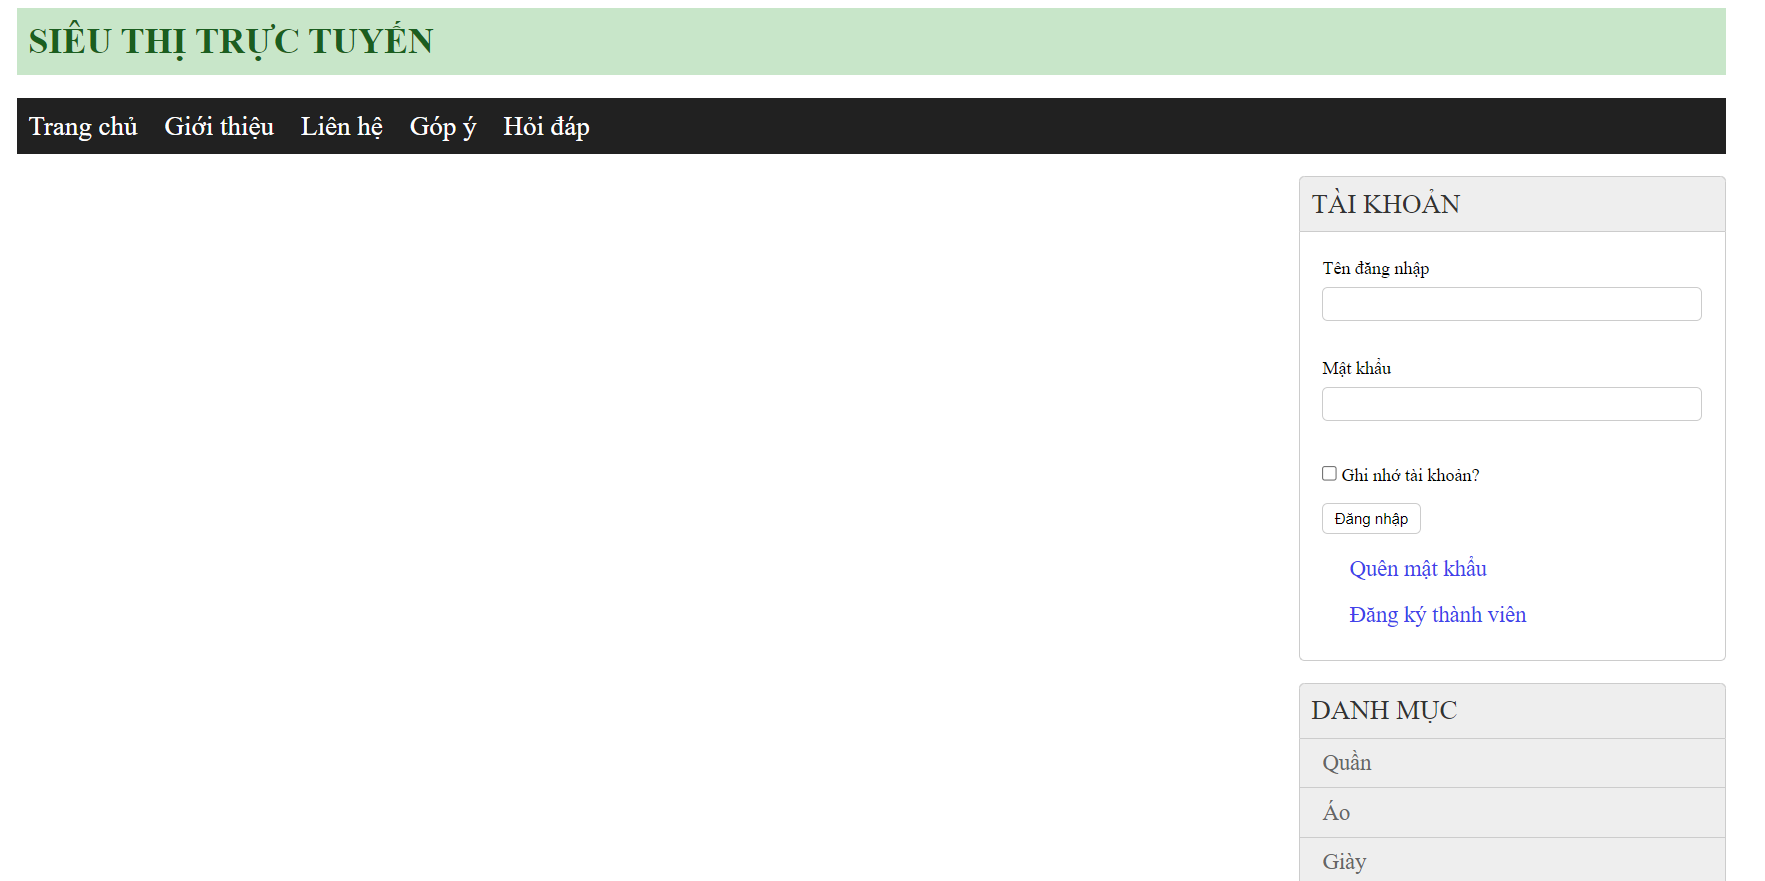 SIÊU THỊ TRỰC TUYẾN
Trang chủ Giới thiệu Liên hệ Góp ý Hỏi đáp
TÀI KHOẢN
Tên đăng nhập
Mật khẩu
Ghi nhớ tài khoản?
Đăng nhập
Quên mật khẩu
Đăng ký thành viên
DANH MỤC
Quần
Áo
Giày